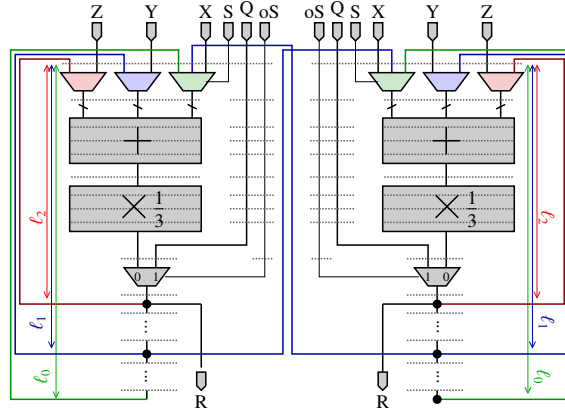 Z Y X S Q oS oS Q S X Y Z
+ +
× 1/3 × 1/3
ℓ2 ℓ2
0 1 1 0
ℓ1 ℓ1
ℓ0 ℓ0
R R